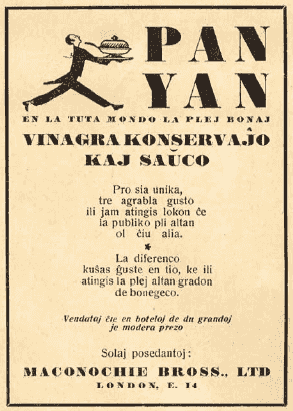 PAN
YAN
EN LA TUTA MONDO LA PLEJ BONAJ
VINAGRA KONSERVAĴO
KAJ SAŬCO
Pro sia unika,
tre agrabla gusto
ili jam atingis lokon ĉe
la publiko pli altan
ol ĉiu alia.
La diferenco
kuŝas ĝuste en tio, ke ili
atingis la plej altan gradon
de bonegeco.
Vendataj ĉie en boteloj de du grandoj
je modera prezo
Solaj posedantoj:
MACONOCHIE BROSS., LTD
LONDON, E. 14